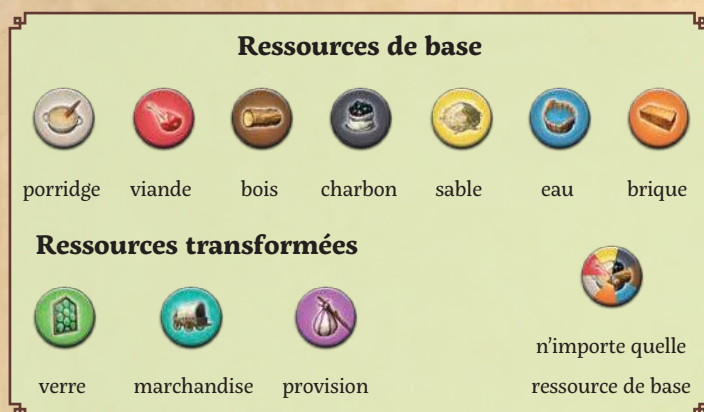 Ressources de base
porridge viande bois charbon sable eau brique
Ressources transformées
n’importe quelle
verre marchandise provision ressource de base